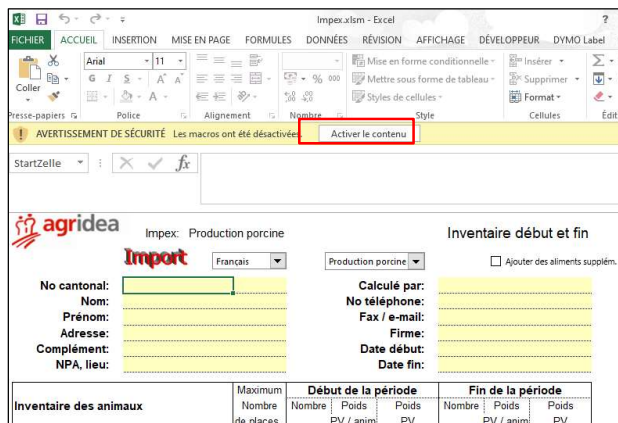 Impex.xlsm - Excel ?
FICHIER ACCUEIL INSERTION MISE EN PAGE FORMULES DONNÉES RÉVISION AFFICHAGE DÉVELOPPEUR DYMO Label
Arial 11 Mise en forme conditionnelle Insérer
Coller G I S A A % 000 Mettre sous forme de tableau Supprimer
A Styles de cellules Format
Presse-papiers Police Alignement Nombre Style Cellules Édit
AVERTISSEMENT DE SÉCURITÉ Les macros ont été désactivées. Activer le contenu
StartZelle fx
agridea Impex: Production porcine Inventaire début et fin
Import Français Production porcine Ajouter des aliments supplém.
No cantonal: Calculé par:
Nom: No téléphone:
Prénom: Fax / e-mail:
Adresse: Firme:
Complément: Date début:
NPA, lieu: Date fin:
Maximum Début de la période Fin de la période
Inventaire des animaux Nombre Nombre Poids Poids Nombre Poids Poids
de places PV / anim PV PV / anim PV